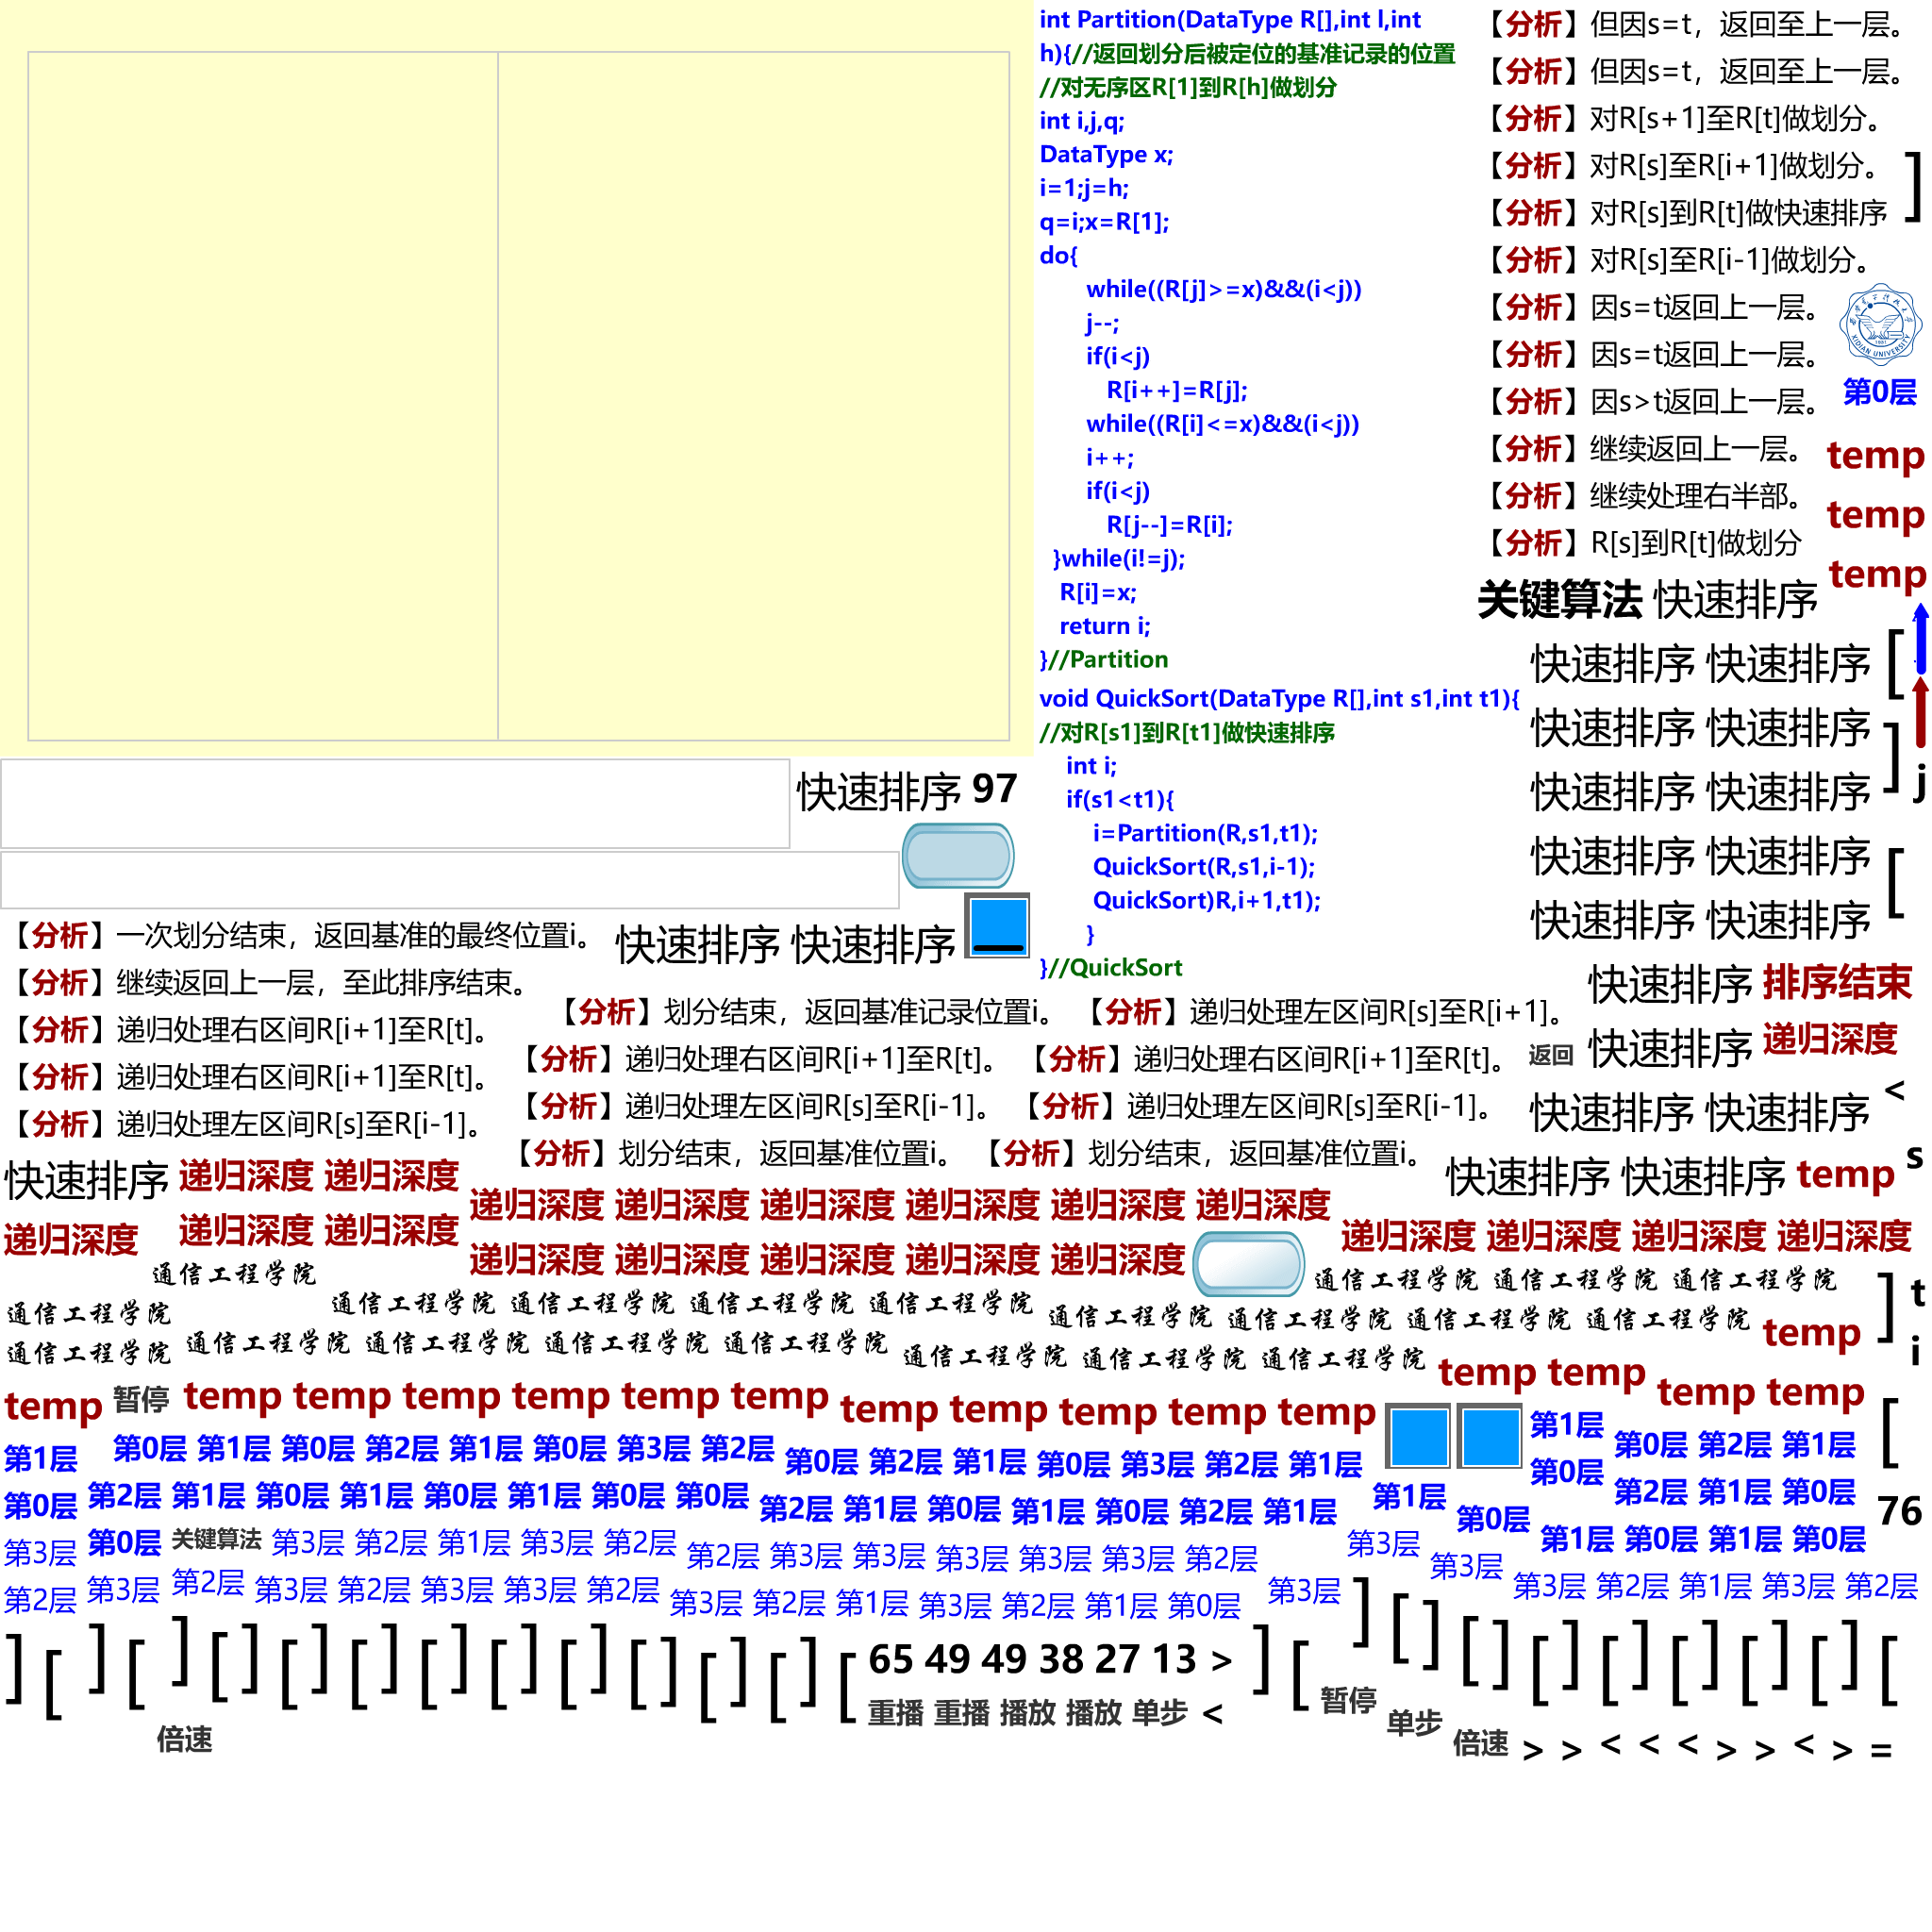 int Partition(DataType R[],int l,int
h){//返回划分后被定位的基准记录的位置
//对无序区R[1]到R[h]做划分
int i,j,q;
DataType x;
i=1;j=h;
q=i;x=R[1];
do{
while((R[j]>=x)&&(i<j))
j--;
if(i<j)
R[i++]=R[j];
while((R[i]<=x)&&(i<j))
i++;
if(i<j)
R[j--]=R[i];
}while(i!=j);
R[i]=x;
return i;
}//Partition
void QuickSort(DataType R[],int s1,int t1){
//对R[s1]到R[t1]做快速排序
int i;
if(s1<t1){
i=Partition(R,s1,t1);
QuickSort(R,s1,i-1);
QuickSort)R,i+1,t1);
}
}//QuickSort
【分析】但因s=t，返回至上一层。
【分析】但因s=t，返回至上一层。
【分析】对R[s+1]至R[t]做划分。
【分析】对R[s]至R[i+1]做划分。 ]
【分析】对R[s]到R[t]做快速排序
【分析】对R[s]至R[i-1]做划分。
【分析】因s=t返回上一层。
XIDIAN UNIVERSITY
【分析】因s=t返回上一层。
【分析】因s>t返回上一层。 第0层
【分析】继续返回上一层。 temp
【分析】继续处理右半部。 temp
【分析】R[s]到R[t]做划分 temp
关键算法 快速排序
快速排序 快速排序 [
快速排序 快速排序 ]
快速排序 快速排序 j
快速排序 快速排序 [
快速排序 快速排序
快速排序 97
【分析】一次划分结束，返回基准的最终位置i。 快速排序 快速排序
【分析】继续返回上一层，至此排序结束。 快速排序 排序结束
【分析】划分结束，返回基准记录位置i。 【分析】递归处理左区间R[s]至R[i+1]。
【分析】递归处理右区间R[i+1]至R[t]。
【分析】递归处理右区间R[i+1]至R[t]。 【分析】递归处理右区间R[i+1]至R[t]。 返回 快速排序 递归深度
【分析】递归处理右区间R[i+1]至R[t]。 <
【分析】递归处理左区间R[s]至R[i-1]。 【分析】递归处理左区间R[s]至R[i-1]。 快速排序 快速排序
【分析】递归处理左区间R[s]至R[i-1]。
【分析】划分结束，返回基准位置i。 【分析】划分结束，返回基准位置i。 s
快速排序 递归深度 递归深度 快速排序 快速排序 temp
递归深度 递归深度 递归深度 递归深度 递归深度 递归深度
递归深度 递归深度 递归深度 递归深度 递归深度 递归深度 递归深度
递归深度 递归深度 递归深度 递归深度 递归深度
通信工程学院 通信工程学院 通信工程学院 通信工程学院 ] t
通信工程学院 通信工程学院 通信工程学院 通信工程学院 通信工程学院 通信工程学院 通信工程学院 通信工程学院 通信工程学院 temp
通信工程学院 通信工程学院 通信工程学院 通信工程学院 通信工程学院 通信工程学院 通信工程学院 通信工程学院 i
temp 暂停 temp temp temp temp temp temp temp temp temp temp temp temp temp temp temp [
第1层 第0层 第1层 第0层 第2层 第1层 第0层 第3层 第2层 第0层 第2层 第1层 第0层 第3层 第2层 第1层 第1层 第0层 第2层 第1层
第0层 第2层 第1层 第0层 第1层 第0层 第1层 第0层 第0层 第2层 第1层 第0层 第1层 第0层 第2层 第1层 第1层 第0层 第2层 第1层 第0层
第0层 第1层 第0层 第1层 第0层 76
第3层 第0层 关键算法 第3层 第2层 第1层 第3层 第2层 第2层 第3层 第3层 第3层 第3层 第3层 第2层 第3层 第3层
第2层 第3层 第2层 第3层 第2层 第3层 第3层 第2层 第3层 第2层 第1层 第3层 第2层 第1层 第0层 第3层 第3层 第2层 第1层 第3层 第2层
] [ ] [ ] [ ] [ ] [ ] [ ] [ ] [ ] [ ] [ ] [ ] [ 65 49 49 38 27 13 > ] [ ] [ ] [ ] [ ] [ ] [ ] [ ] [ ] [
重播 重播 播放 播放 单步 < 暂停 单步
倍速 倍速 > > < < < > > < > =